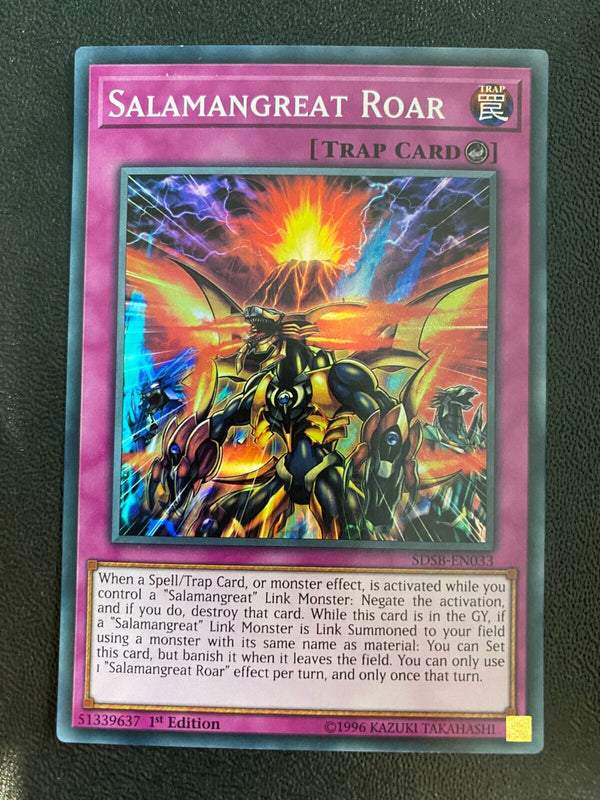 SALAMANGREAT ROAR
TRAP
罠
[TRAP CARD]
SDSB-EN033
When a Spell/Trap Card, or monster effect, is activated while you
control a "Salamangreat" Link Monster: Negate the activation,
and if you do, destroy that card. While this card is in the GY, if
a "Salamangreat" Link Monster is Link Summoned to your field
using a monster with its same name as material: You can Set
this card, but banish it when it leaves the field. You can only use
1 "Salamangreat Roar" effect per turn, and only once that turn.
51339637 1st Edition
©1996 KAZUKI TAKAHASHI